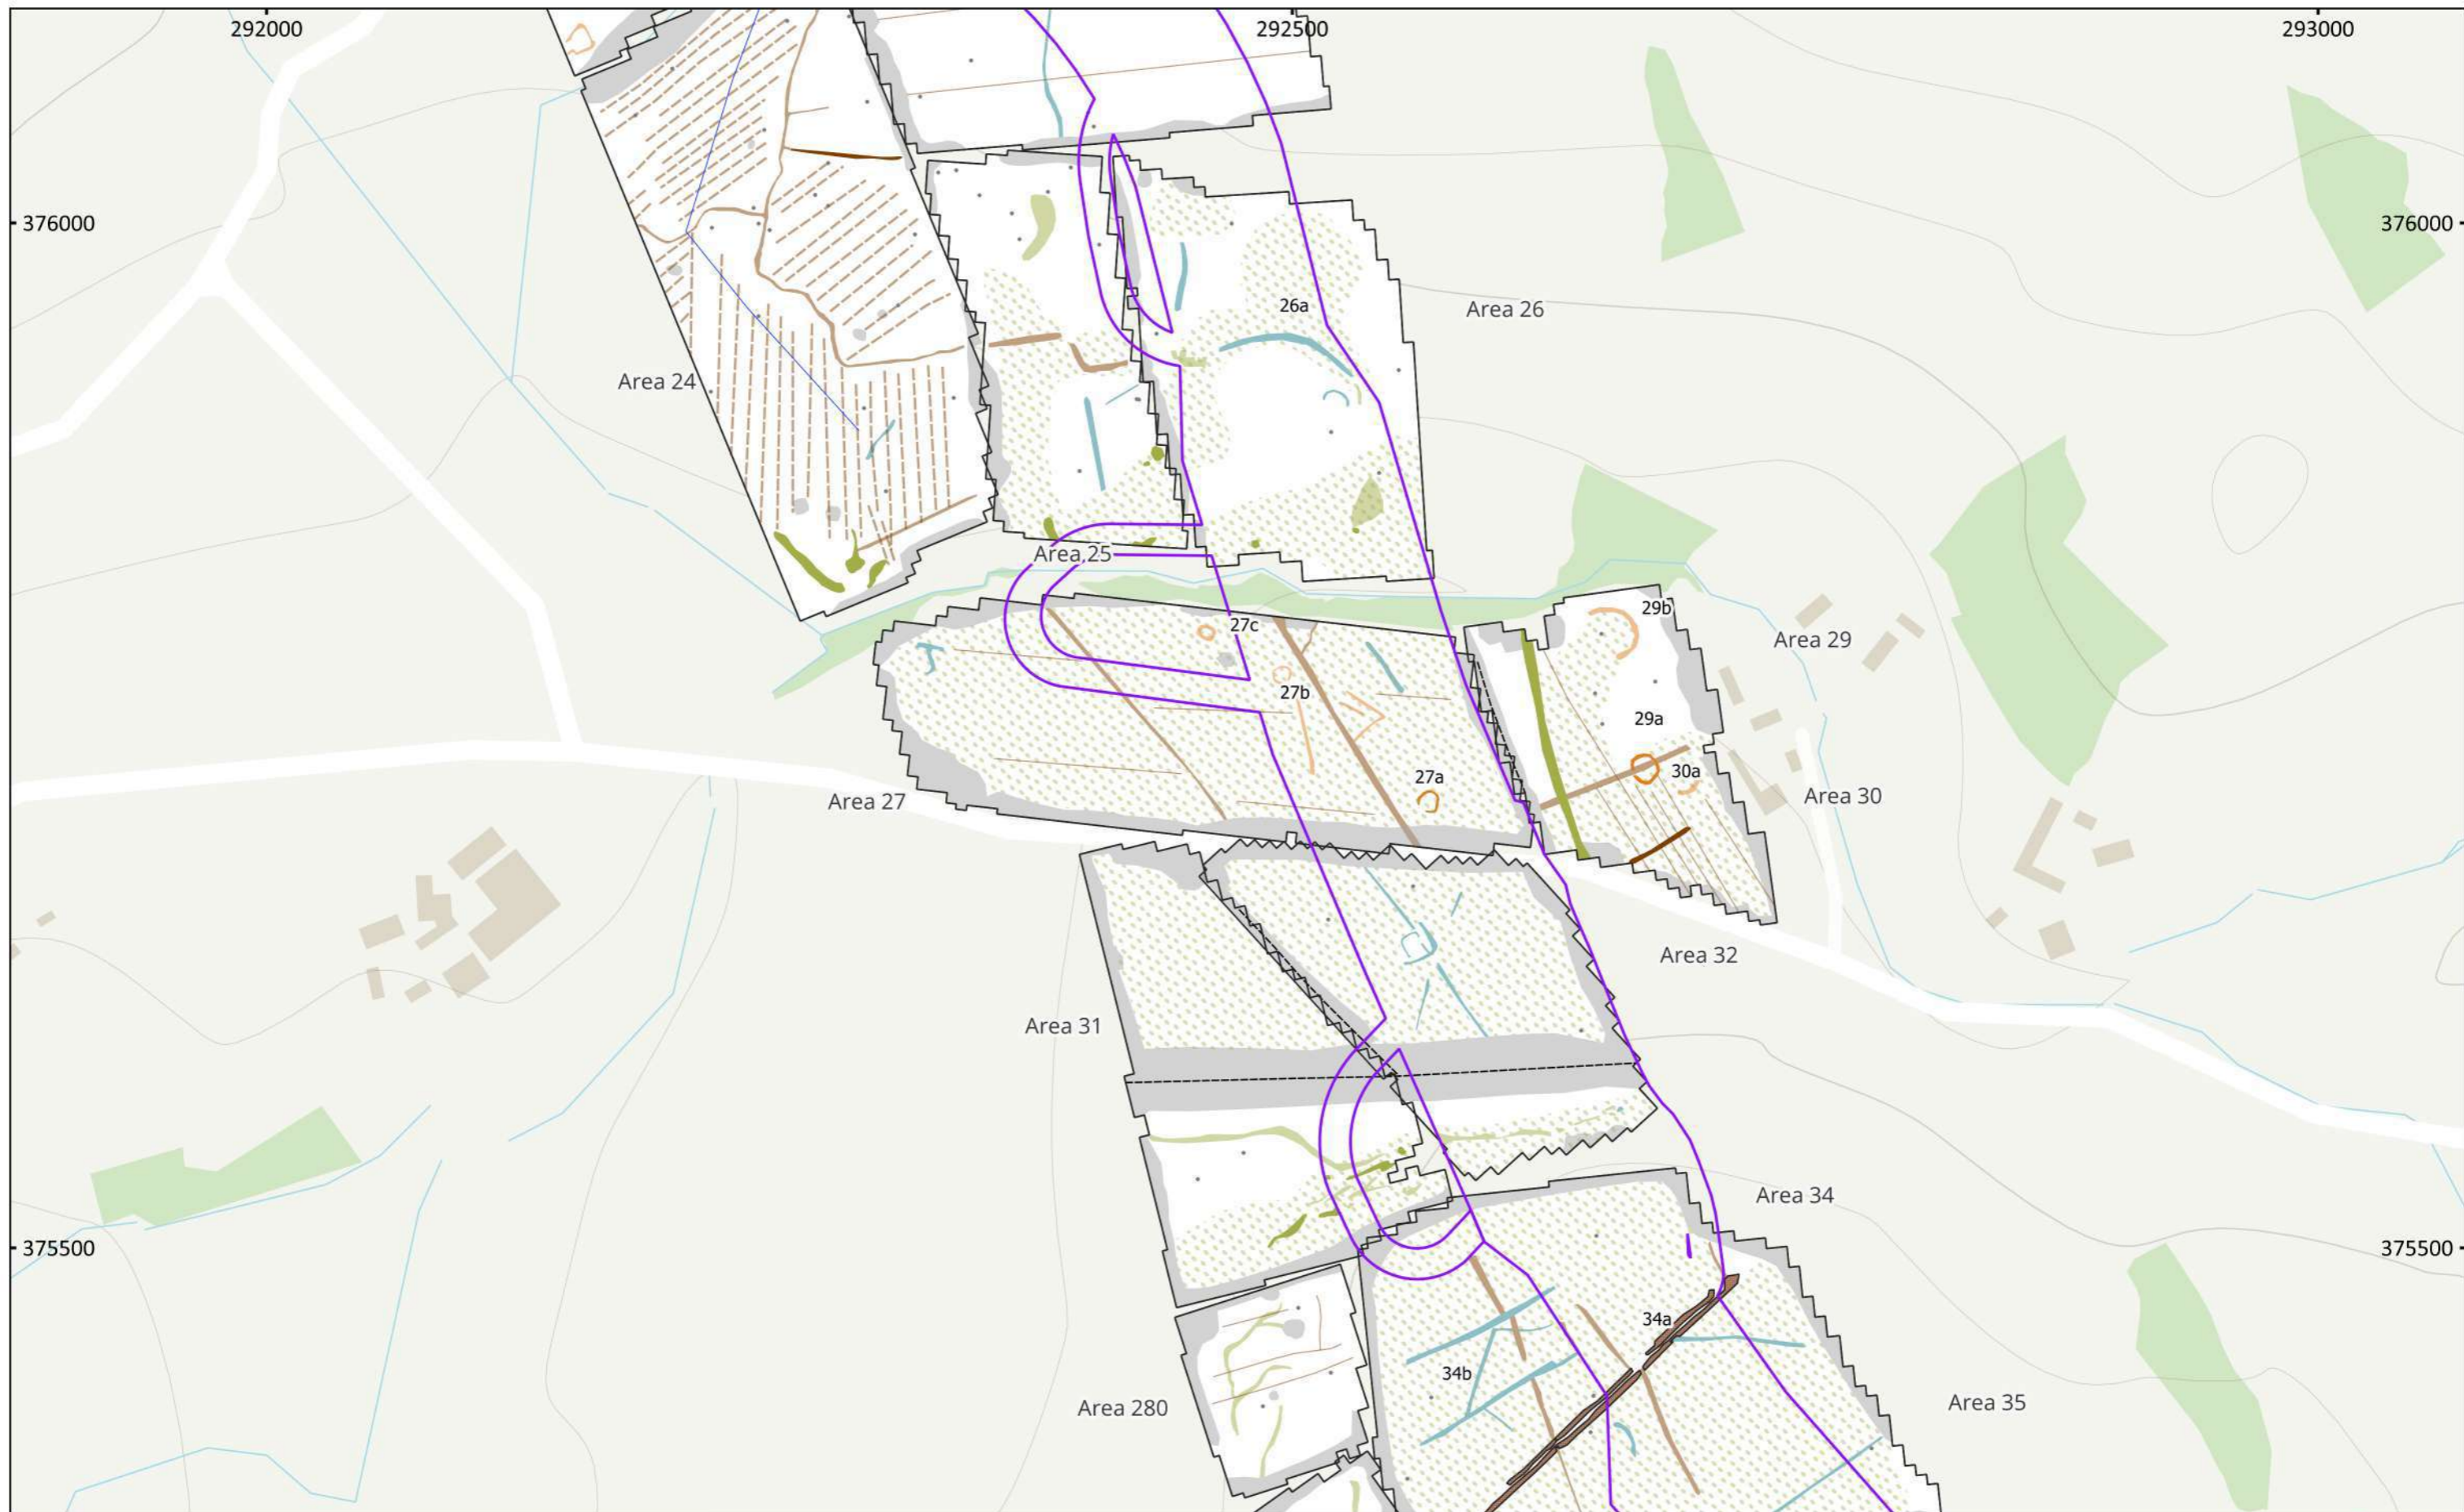 292000
292500
293000
376000
376000
26a
Area 26
Area 24
Area 25
29b
27c
Area 29
27b
29a
30a
27a
Area 30
Area 27
Area 32
Area 31
Area 34
375500
375500
34a
34b
Area 35
Area 280